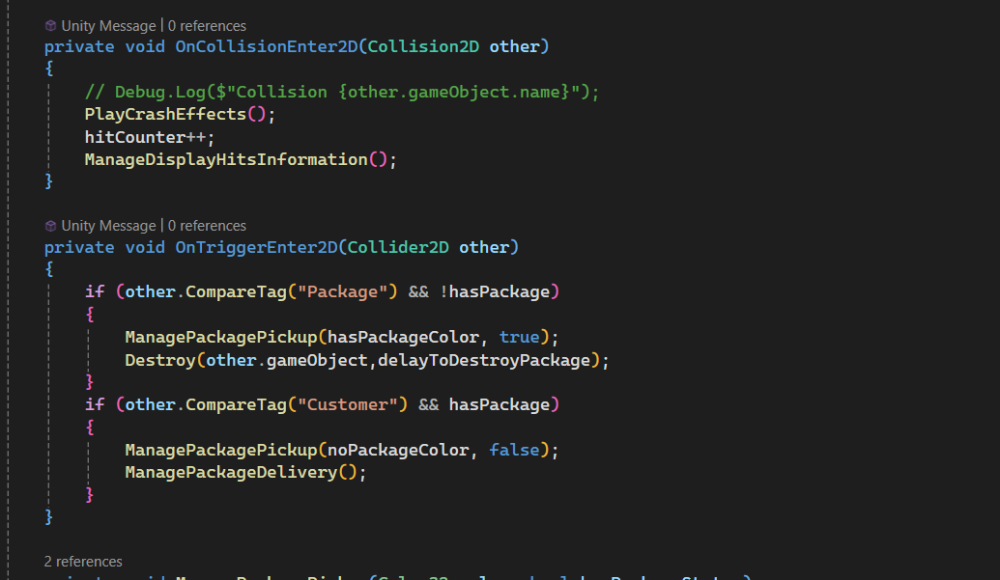 Unity Message | 0 references
private void OnCollisionEnter2D(Collision2D other)
{
// Debug.Log($"Collision {other.gameObject.name}");
PlayCrashEffects();
hitCounter++;
ManageDisplayHitsInformation();
}
Unity Message | 0 references
private void OnTriggerEnter2D(Collider2D other)
{
if (other.CompareTag("Package") && !hasPackage)
{
ManagePackagePickup(hasPackageColor, true);
Destroy(other.gameObject,delayToDestroyPackage);
}
if (other.CompareTag("Customer") && hasPackage)
{
ManagePackagePickup(noPackageColor, false);
ManagePackageDelivery();
}
}
2 references